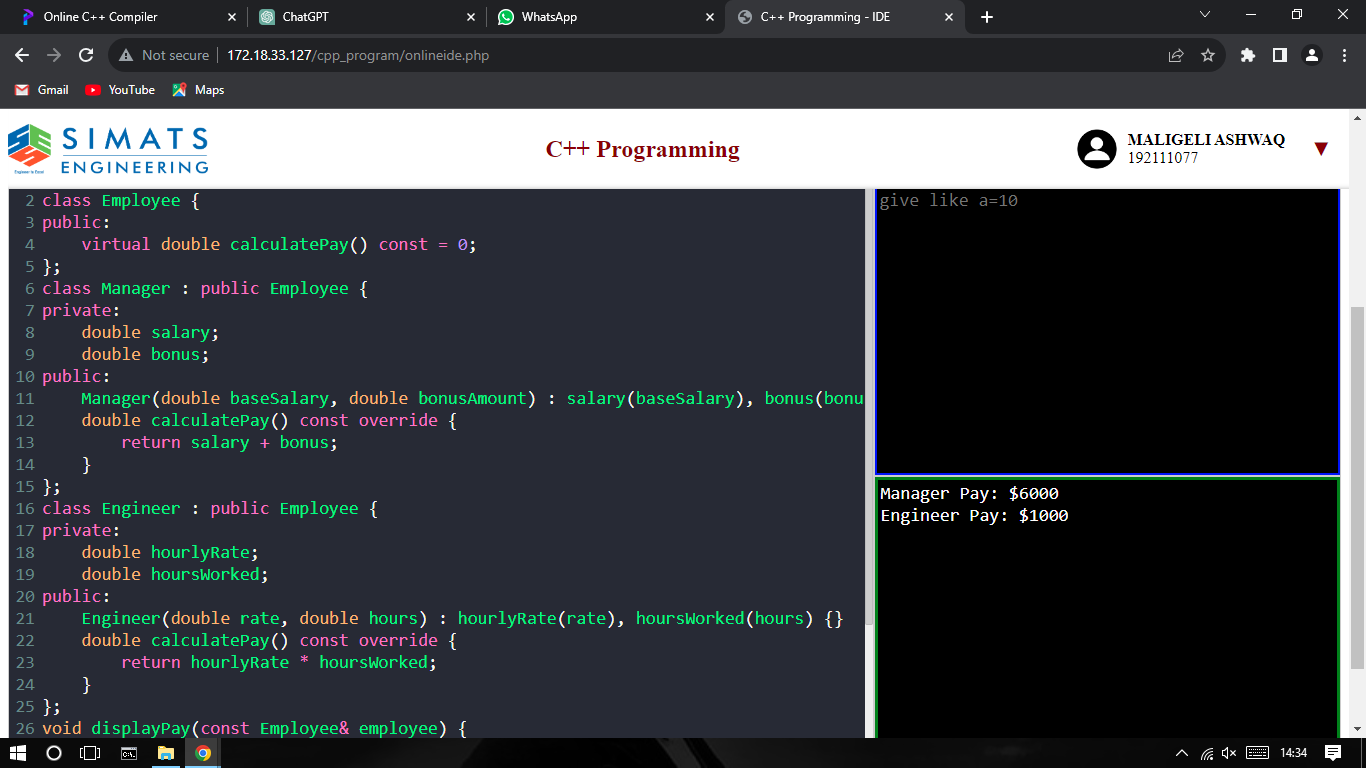 Online C++ Compiler
ChatGPT
WhatsApp
C++ Programming - IDE
Not secure
172.18.33.127/cpp_program/onlineide.php
Gmail
YouTube
Maps
SIMATS
ENGINEERING
C++ Programming
MALIGELI ASHWAQ
192111077
2 class Employee {
3 public:
4     virtual double calculatePay() const = 0;
5 };
6 class Manager : public Employee {
7 private:
8     double salary;
9     double bonus;
10 public:
11     Manager(double baseSalary, double bonusAmount) : salary(baseSalary), bonus(bonu
12     double calculatePay() const override {
13         return salary + bonus;
14     }
15 };
16 class Engineer : public Employee {
17 private:
18     double hourlyRate;
19     double hoursWorked;
20 public:
21     Engineer(double rate, double hours) : hourlyRate(rate), hoursWorked(hours) {}
22     double calculatePay() const override {
23         return hourlyRate * hoursWorked;
24     }
25 };
26 void displayPay(const Employee& employee) {
give like a=10
Manager Pay: $6000
Engineer Pay: $1000
14:34